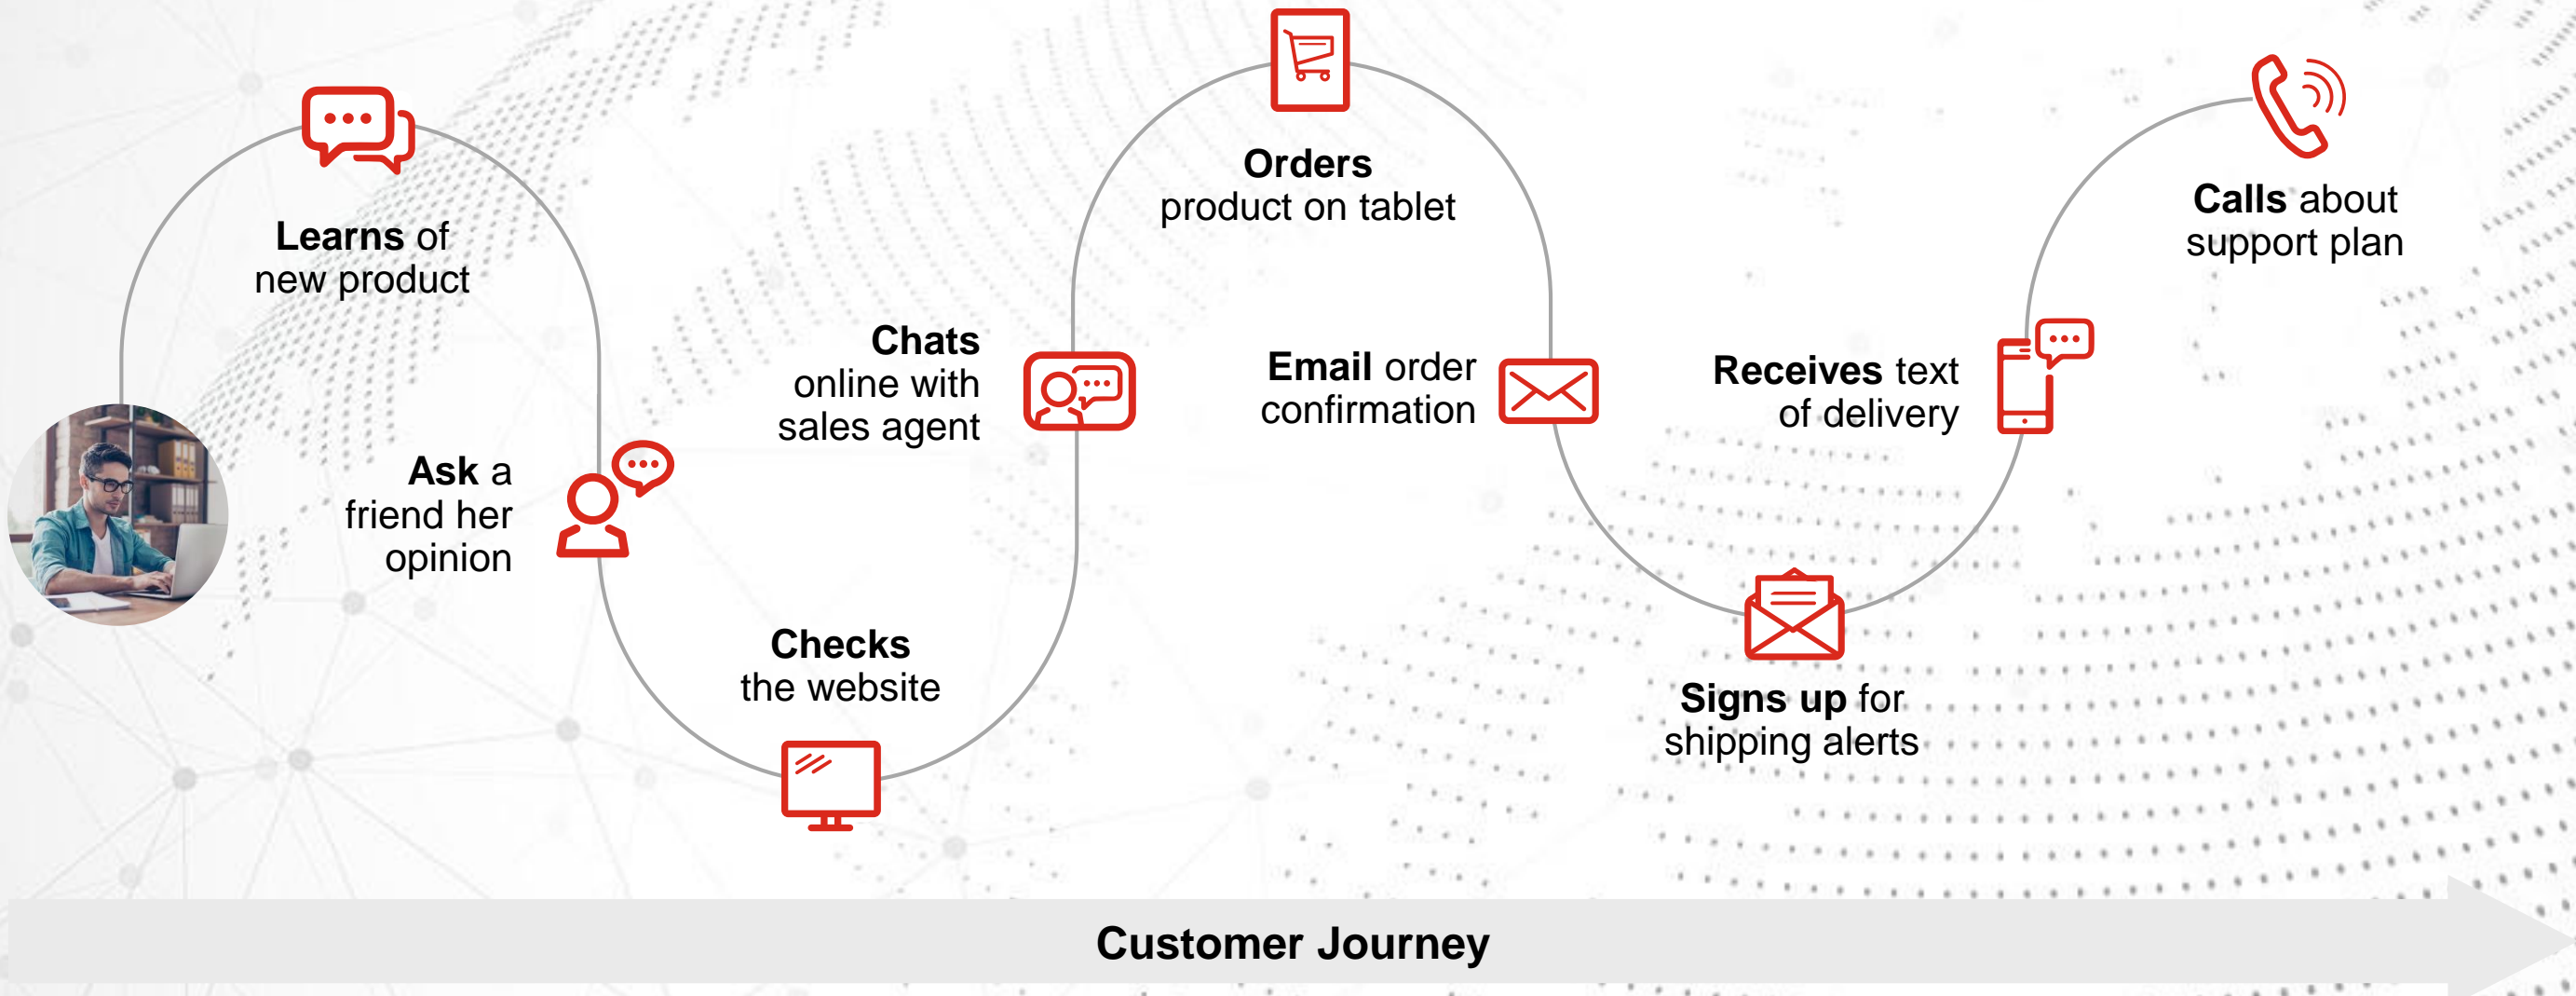 Learns of
new product
Ask a
friend her
opinion
Checks
the website
Chats
online with
sales agent
Orders
product on tablet
Email order
confirmation
Signs up for
shipping alerts
Receives text
of delivery
Calls about
support plan
Customer Journey